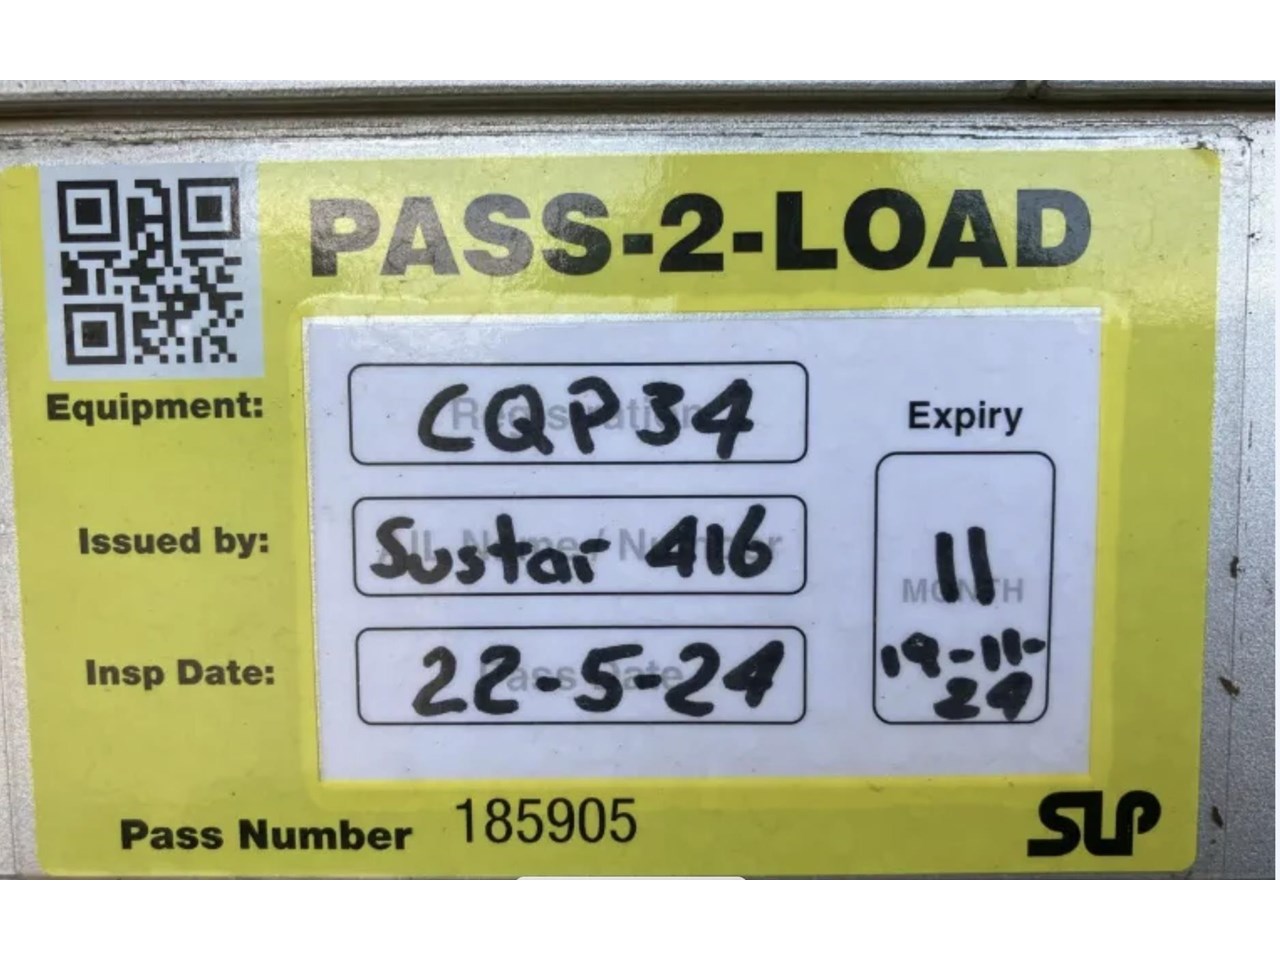 PASS-2-LOAD
Equipment: CQP34
Expiry
Issued by: Sustar 416
11
MONTH
Insp Date: 22-5-24
19-11-
24
Pass Number 185905
SLP